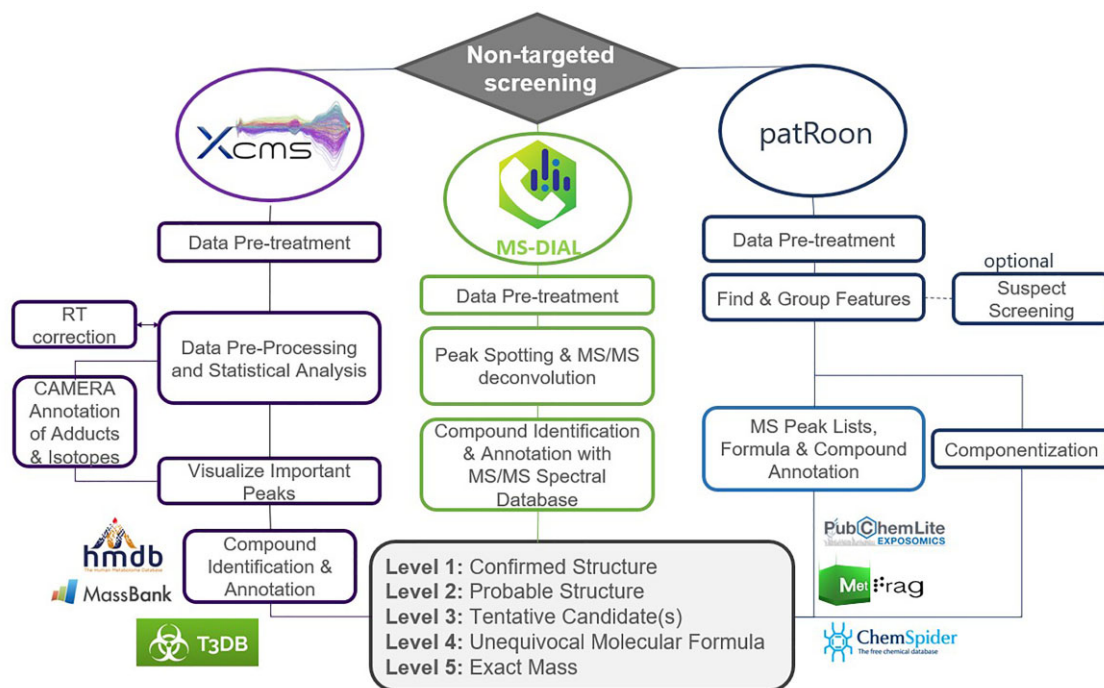 Non-targeted
screening
Xcms
MS-DIAL
patRoon
Data Pre-treatment
RT
correction
Data Pre-Processing
and Statistical Analysis
CAMERA
Annotation
of Adducts
& Isotopes
Visualize Important
Peaks
Compound
Identification &
Annotation
hmdb
The Human Metabolome Database
MassBank
T3DB
Data Pre-treatment
Peak Spotting & MS/MS
deconvolution
Compound Identification
& Annotation with
MS/MS Spectral
Database
Data Pre-treatment
Find & Group Features
optional
Suspect
Screening
MS Peak Lists,
Formula & Compound
Annotation
Componentization
PubChemLite
EXPOSOMICS
MetFrag
ChemSpider
The free chemical database
Level 1: Confirmed Structure
Level 2: Probable Structure
Level 3: Tentative Candidate(s)
Level 4: Unequivocal Molecular Formula
Level 5: Exact Mass